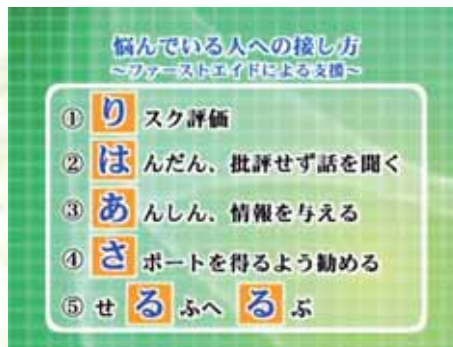 悩んでいる人への接し方
～ファーストエイドによる支援～
① りスク評価
② はんだん、批評せず話を聞く
③ あんしん、情報を与える
④ さポートを得るよう勧める
⑤ せるふへるぷ